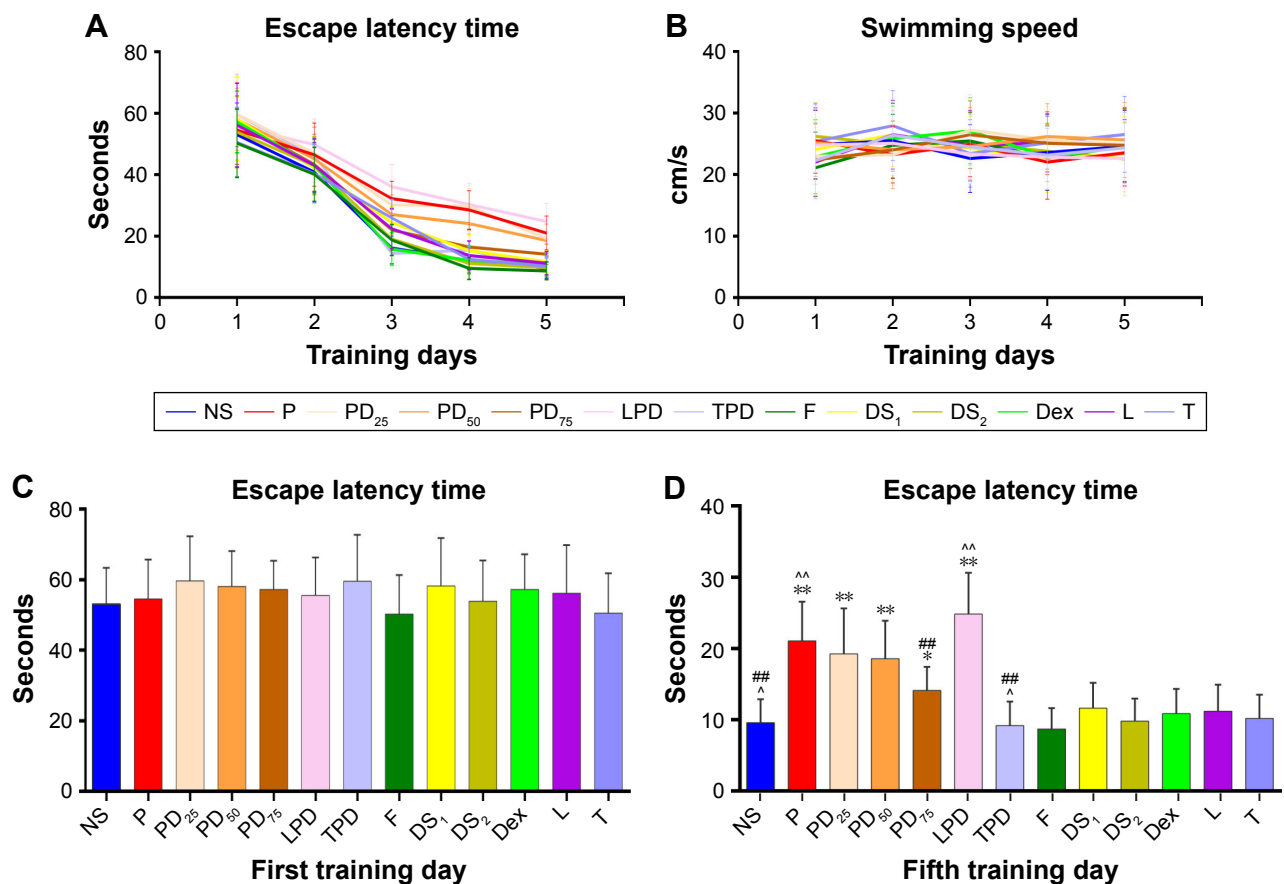 A Escape latency time
80
60
40
20
0
Seconds
0 1 2 3 4 5
Training days
B Swimming speed
40
30
20
10
0
cm/s
0 1 2 3 4 5
Training days
NS P PD25 PD50 PD75 LPD TPD F DS1 DS2 Dex L T
C Escape latency time
80
60
40
20
0
Seconds
NS P PD25 PD50 PD75 LPD TPD F DS1 DS2 Dex L T
First training day
D Escape latency time
40
30
20
10
0
Seconds
##
^
^^
**
**
**
##
*
^^
**
##
^
NS P PD25 PD50 PD75 LPD TPD F DS1 DS2 Dex L T
Fifth training day